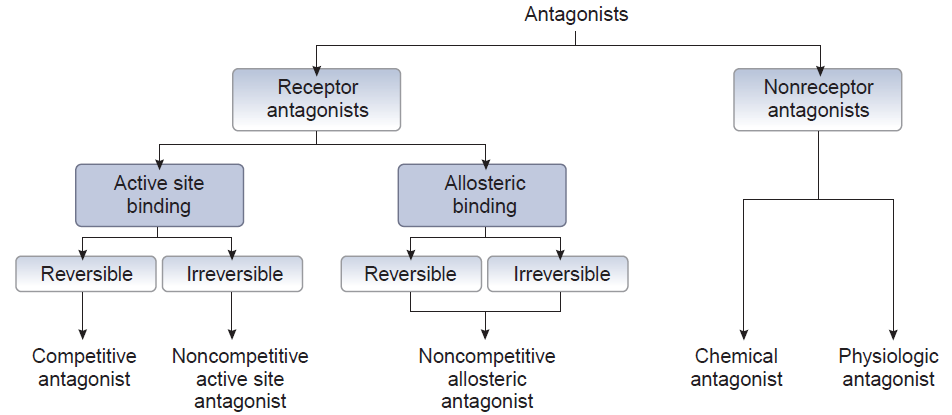 Antagonists
Receptor
antagonists
Nonreceptor
antagonists
Active site
binding
Allosteric
binding
Reversible
Irreversible
Reversible
Irreversible
Competitive
antagonist
Noncompetitive
active site
antagonist
Noncompetitive
allosteric
antagonist
Chemical
antagonist
Physiologic
antagonist